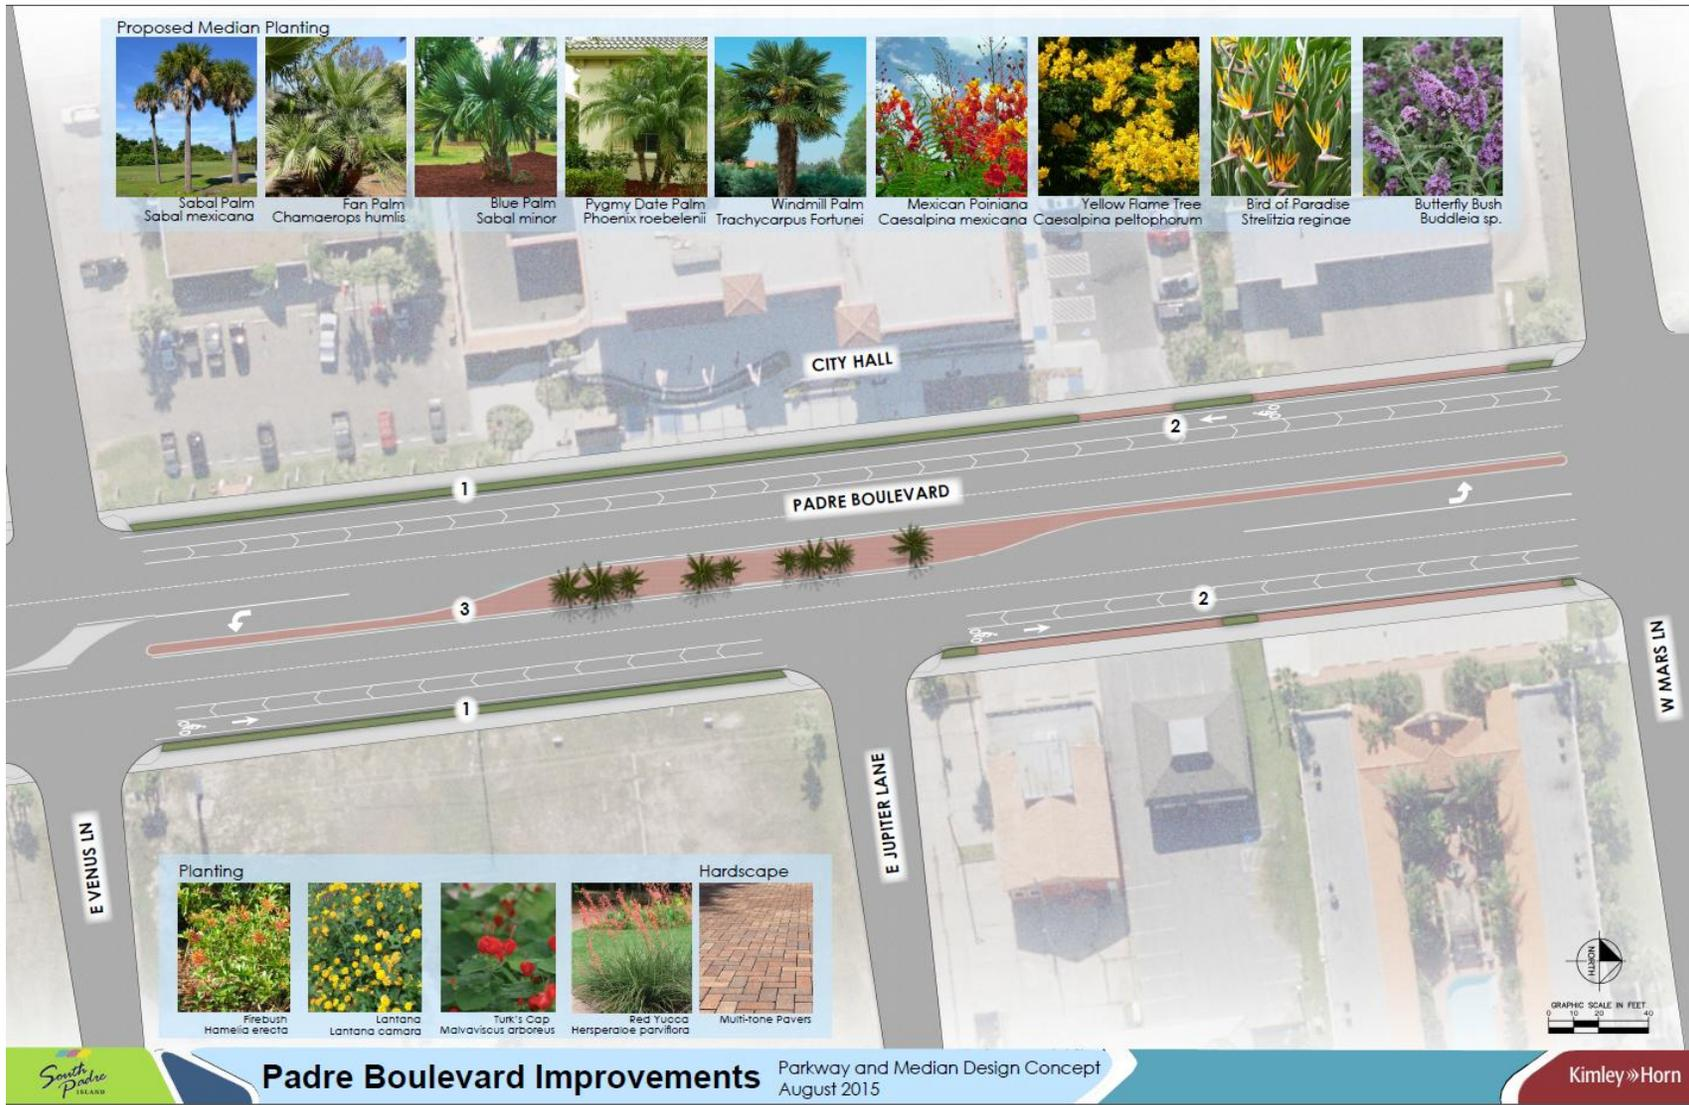 Proposed Median Planting
Sabal Palm
Sabal mexicana
Fan Palm
Chamaerops humlis
Blue Palm
Sabal minor
Pygmy Date Palm
Phoenix roebelenii
Windmill Palm
Trachycarpus Fortunei
Mexican Poiniana
Caesalpina mexicana
Yellow Flame Tree
Caesalpina peltophorum
Bird of Paradise
Strelitzia reginae
Butterfly Bush
Buddleia sp.
CITY HALL
2
1
PADRE BOULEVARD
3
2
1
W MARS LN
E JUPITER LANE
E VENUS LN
Planting
Hardscape
Firebush
Hamelia erecta
Lantana
Lantana camara
Turk's Cap
Malvaviscus arboreus
Red Yucca
Hersperaloe parviflora
Multi-tone Pavers
NORTH
GRAPHIC SCALE IN FEET
0 10 20 40
South
Padre
ISLAND
Padre Boulevard Improvements
Parkway and Median Design Concept
August 2015
Kimley»Horn